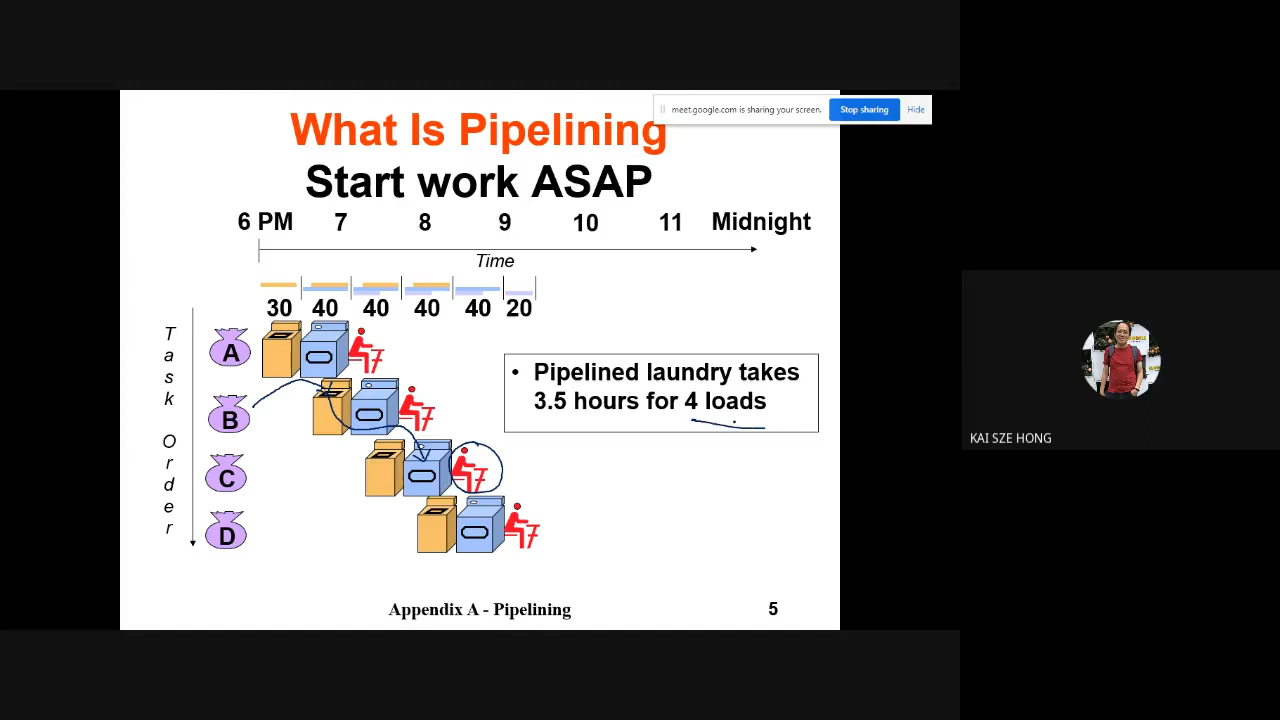 meet.google.com is sharing your screen.
Stop sharing
Hide
What Is Pipelining
Start work ASAP
6 PM 7 8 9 10 11 Midnight
Time
30 40 40 40 40 20
Task Order
A
B
C
D
• Pipelined laundry takes
3.5 hours for 4 loads
KAI SZE HONG
Appendix A - Pipelining
5